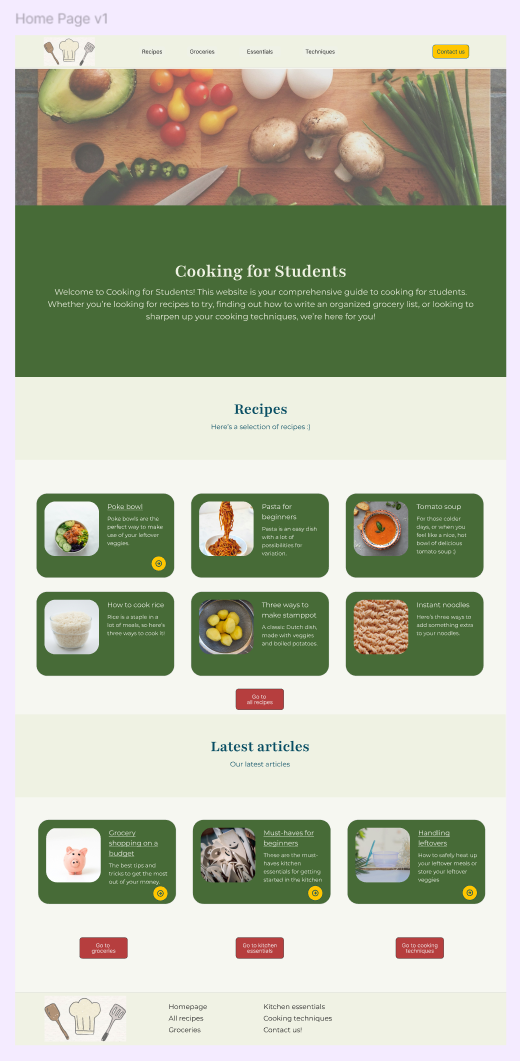 Home Page v1
Recipes Groceries Essentials Techniques Contact us
Cooking for Students
Welcome to Cooking for Students! This website is your comprehensive guide to cooking for students.
Whether you're looking for recipes to try, finding out how to write an organized grocery list, or looking to
sharpen up your cooking techniques, we're here for you!
Recipes
Here's a selection of recipes :)
Poke bowl
Poke bowls are the
perfect way to make
use of your leftover
veggies.
Pasta for
beginners
Pasta is an easy dish
with a lot of
possibilities for
variation.
Tomato soup
For those colder
days, or when you
feel like a nice, hot
bowl of delicious
tomato soup :)
How to cook rice
Rice is a staple in a
lot of meals, so here's
three ways to cook it!
Three ways to
make stamppot
A classic Dutch dish,
made with veggies
and boiled potatoes.
Instant noodles
Here's three ways to
add something extra
to your noodles.
Go to
all recipes
Latest articles
Our latest articles
Grocery
shopping on a
budget
The best tips and
tricks to get the most
out of your money.
Must-haves for
beginners
These are the must-
haves kitchen
essentials for getting
started in the kitchen
Handling
leftovers
How to safely heat up
your leftover meals or
store your leftover
veggies
Go to
groceries
Go to kitchen
essentials
Go to cooking
techniques
Homepage
All recipes
Groceries
Kitchen essentials
Cooking techniques
Contact us!